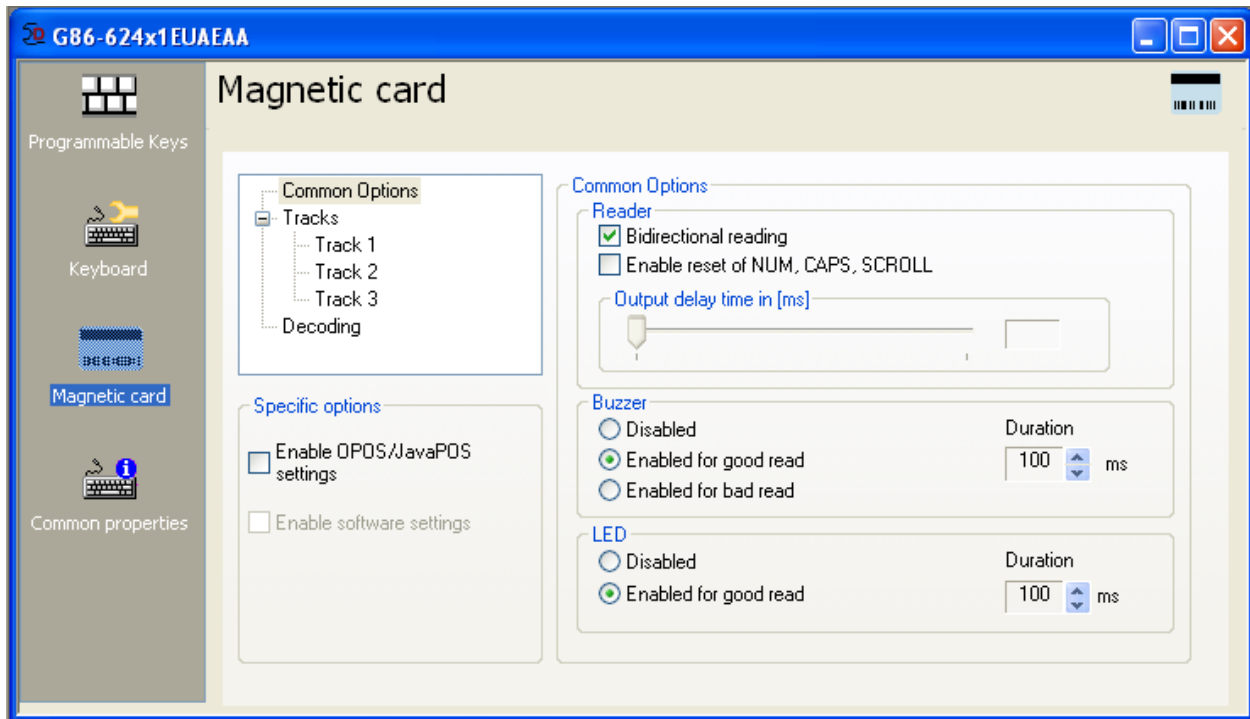 G86-624x1EUAEAA
Programmable Keys
Keyboard
Magnetic card
Common properties
Magnetic card
Common Options
Tracks
Track 1
Track 2
Track 3
Decoding
Specific options
Enable OPOS/JavaPOS
settings
Enable software settings
Common Options
Reader
Bidirectional reading
Enable reset of NUM, CAPS, SCROLL
Output delay time in [ms]
Buzzer
Disabled
Duration
Enabled for good read
100 ms
Enabled for bad read
LED
Disabled
Duration
Enabled for good read
100 ms